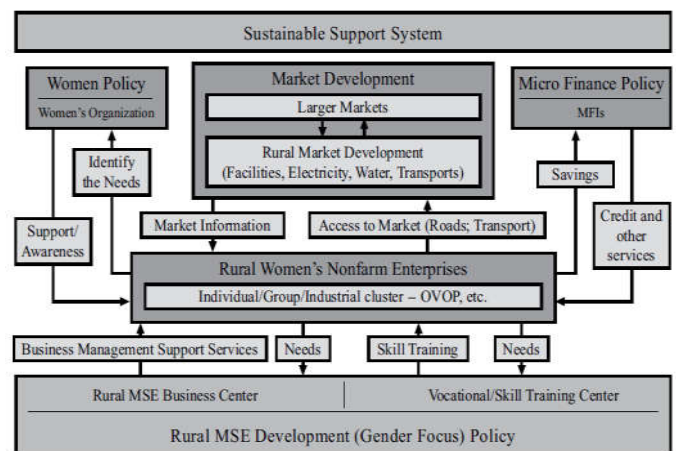 Sustainable Support System
Women Policy
Women's Organization
Market Development
Larger Markets
Rural Market Development
(Facilities, Electricity, Water, Transports)
Micro Finance Policy
MFIs
Identify
the Needs
Savings
Support/
Awareness
Market Information
Access to Market (Roads; Transport)
Credit and
other
services
Rural Women's Nonfarm Enterprises
Individual/Group/Industrial cluster – OVOP, etc.
Business Management Support Services
Needs
Skill Training
Needs
Rural MSE Business Center
Vocational/Skill Training Center
Rural MSE Development (Gender Focus) Policy